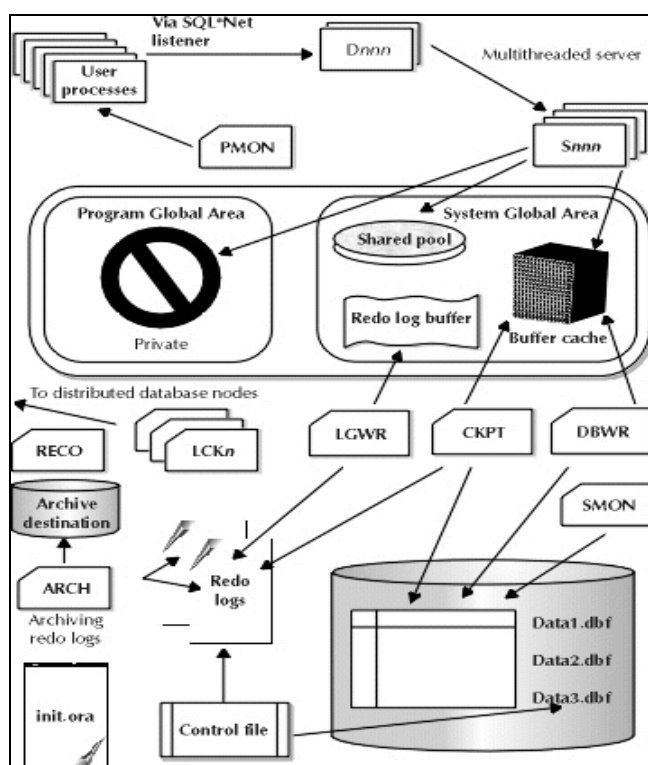 Via SQL*Net
listener
Dnnn
Multithreaded server
User
processes
PMON
Snnn
Program Global Area
System Global Area
Shared pool
Redo log buffer
Private
Buffer cache
To distributed database nodes
RECO
LCKn
LGWR
CKPT
DBWR
Archive
destination
SMON
ARCH
Redo
logs
Archiving
redo logs
Data1.dbf
Data2.dbf
Data3.dbf
init.ora
Control file